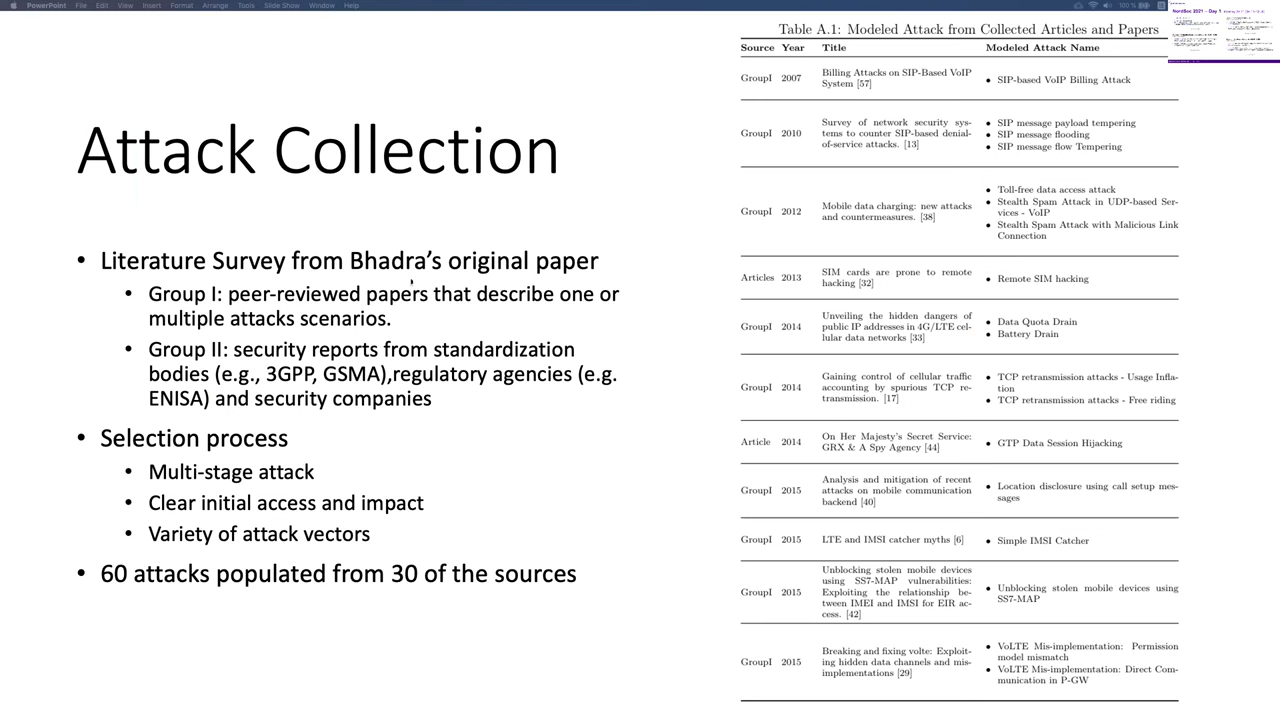 PowerPoint File Edit View Insert Format Arrange Tools Slide Show Window Help
100 %
NordSec 2021 – Day 1
Attack Collection
• Literature Survey from Bhadra’s original paper
• Group I: peer-reviewed papers that describe one or
multiple attacks scenarios.
• Group II: security reports from standardization
bodies (e.g., 3GPP, GSMA),regulatory agencies (e.g.
ENISA) and security companies
• Selection process
• Multi-stage attack
• Clear initial access and impact
• Variety of attack vectors
• 60 attacks populated from 30 of the sources
Table A.1: Modeled Attack from Collected Articles and Papers
Source Year Title Modeled Attack Name
GroupI 2007
Billing Attacks on SIP-Based VoIP
System [57]
• SIP-based VoIP Billing Attack
GroupI 2010
Survey of network security sys-
tems to counter SIP-based denial-
of-service attacks. [13]
• SIP message payload tempering
• SIP message flooding
• SIP message flow Tempering
GroupI 2012
Mobile data charging: new attacks
and countermeasures. [38]
• Toll-free data access attack
• Stealth Spam Attack in UDP-based Ser-
vices - VoIP
• Stealth Spam Attack with Malicious Link
Connection
Articles 2013
SIM cards are prone to remote
hacking [32]
• Remote SIM hacking
GroupI 2014
Unveiling the hidden dangers of
public IP addresses in 4G/LTE cel-
lular data networks [33]
• Data Quota Drain
• Battery Drain
GroupI 2014
Gaining control of cellular traffic
accounting by spurious TCP re-
transmission. [17]
• TCP retransmission attacks - Usage Infla-
tion
• TCP retransmission attacks - Free riding
Article 2014
On Her Majesty’s Secret Service:
GRX & A Spy Agency [44]
• GTP Data Session Hijacking
GroupI 2015
Analysis and mitigation of recent
attacks on mobile communication
backend [40]
• Location disclosure using call setup mes-
sages
GroupI 2015
LTE and IMSI catcher myths [6]
• Simple IMSI Catcher
GroupI 2015
Unblocking stolen mobile devices
using SS7-MAP vulnerabilities:
Exploiting the relationship be-
tween IMEI and IMSI for EIR ac-
cess. [42]
• Unblocking stolen mobile devices using
SS7-MAP
GroupI 2015
Breaking and fixing volte: Exploit-
ing hidden data channels and mis-
implementations [29]
• VoLTE Mis-implementation: Permission
model mismatch
• VoLTE Mis-implementation: Direct Com-
munication in P-GW